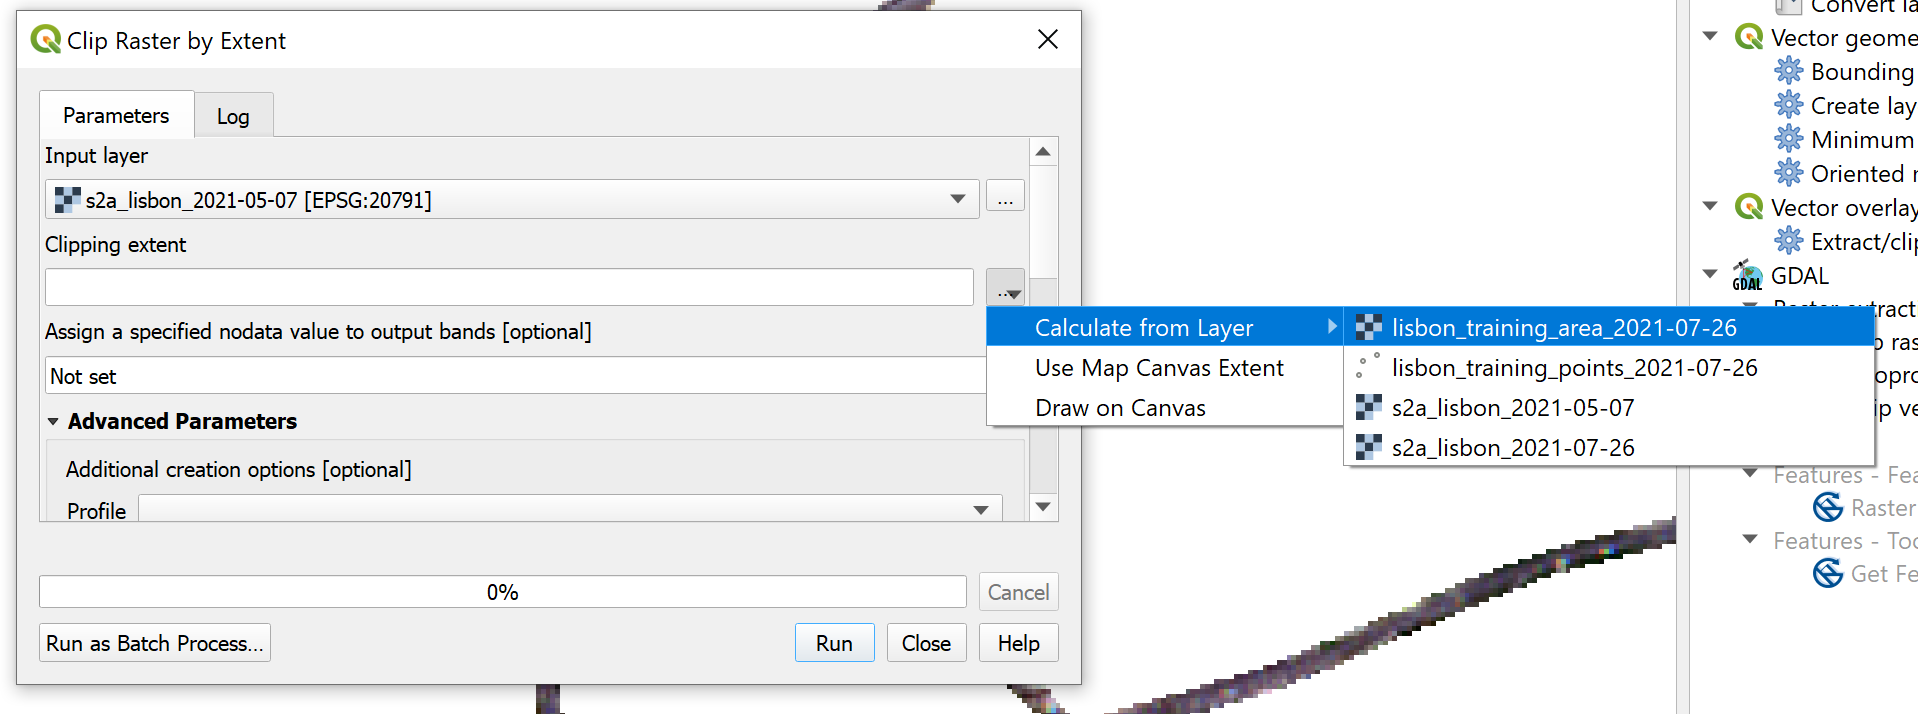 Clip Raster by Extent
Parameters
Log
Input layer
s2a_lisbon_2021-05-07 [EPSG:20791]
...
Clipping extent
...
Assign a specified nodata value to output bands [optional]
Not set
Advanced Parameters
Additional creation options [optional]
Profile
0%
Cancel
Run as Batch Process...
Run
Close
Help
Calculate from Layer
Use Map Canvas Extent
Draw on Canvas
lisbon_training_area_2021-07-26
lisbon_training_points_2021-07-26
s2a_lisbon_2021-05-07
s2a_lisbon_2021-07-26
Convert la
Vector geome
Bounding
Create lay
Minimum
Oriented r
Vector overlay
Extract/clip
GDAL
GDAL
Raster extract
o ras
opro
ip ve
Features - Fea
Raster
Features - Too
Get Fe